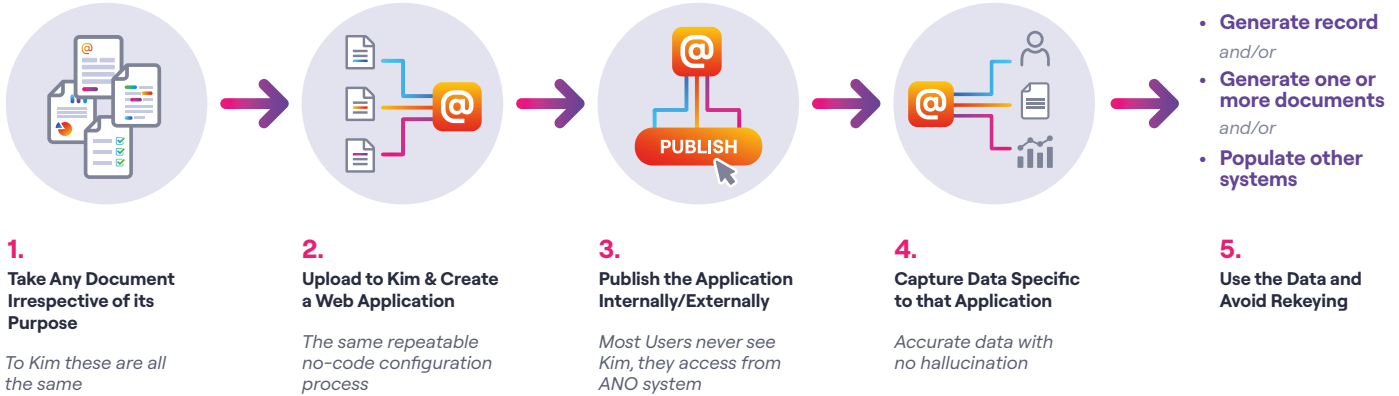 @
@
@
PUBLISH
@
• Generate record
and/or
• Generate one or
more documents
and/or
• Populate other
systems
1.
Take Any Document
Irrespective of its
Purpose
To Kim these are all
the same
2.
Upload to Kim & Create
a Web Application
The same repeatable
no-code configuration
process
3.
Publish the Application
Internally/Externally
Most Users never see
Kim, they access from
ANO system
4.
Capture Data Specific
to that Application
Accurate data with
no hallucination
5.
Use the Data and
Avoid Rekeying